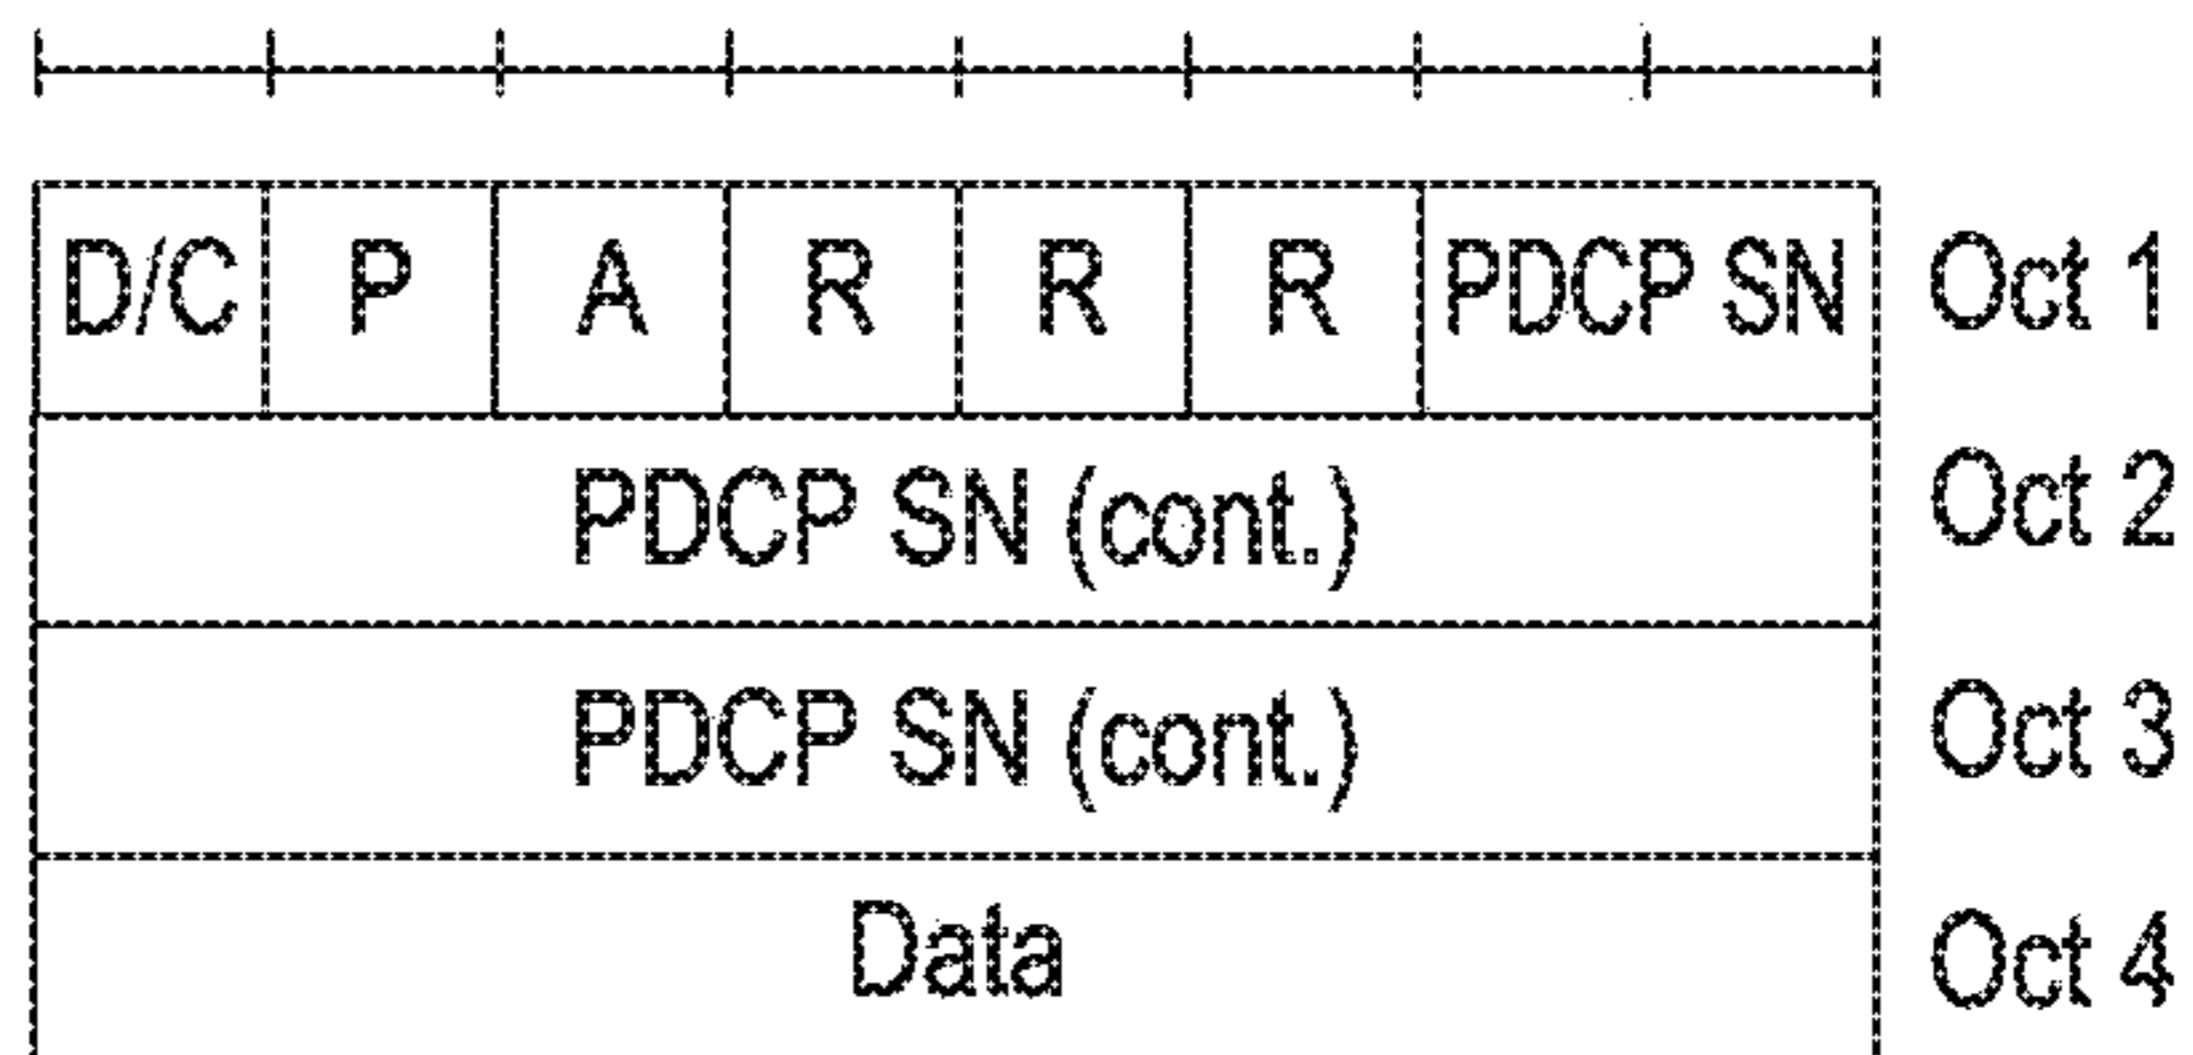 D/C P A R R R PDCP SN Oct 1
PDCP SN (cont.) Oct 2
PDCP SN (cont.) Oct 3
Data Oct 4